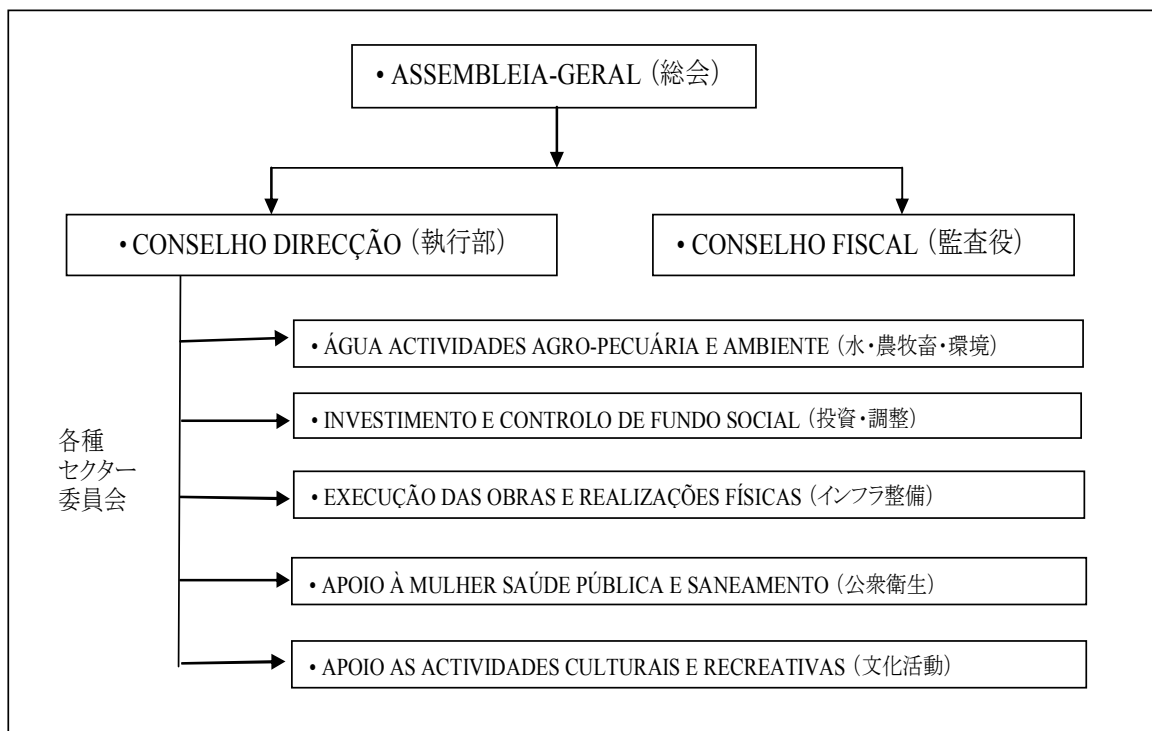 • ASSEMBLEIA-GERAL（総会）
• CONSELHO DIRECÇÃO（執行部）
• CONSELHO FISCAL（監査役）
• ÁGUA ACTIVIDADES AGRO-PECUÁRIA E AMBIENTE（水・農牧畜・環境）
• INVESTIMENTO E CONTROLO DE FUNDO SOCIAL（投資・調整）
各種
セクター
委員会
• EXECUÇÃO DAS OBRAS E REALIZAÇÕES FÍSICAS（インフラ整備）
• APOIO À MULHER SAÚDE PÚBLICA E SANEAMENTO（公衆衛生）
• APOIO AS ACTIVIDADES CULTURAIS E RECREATIVAS（文化活動）